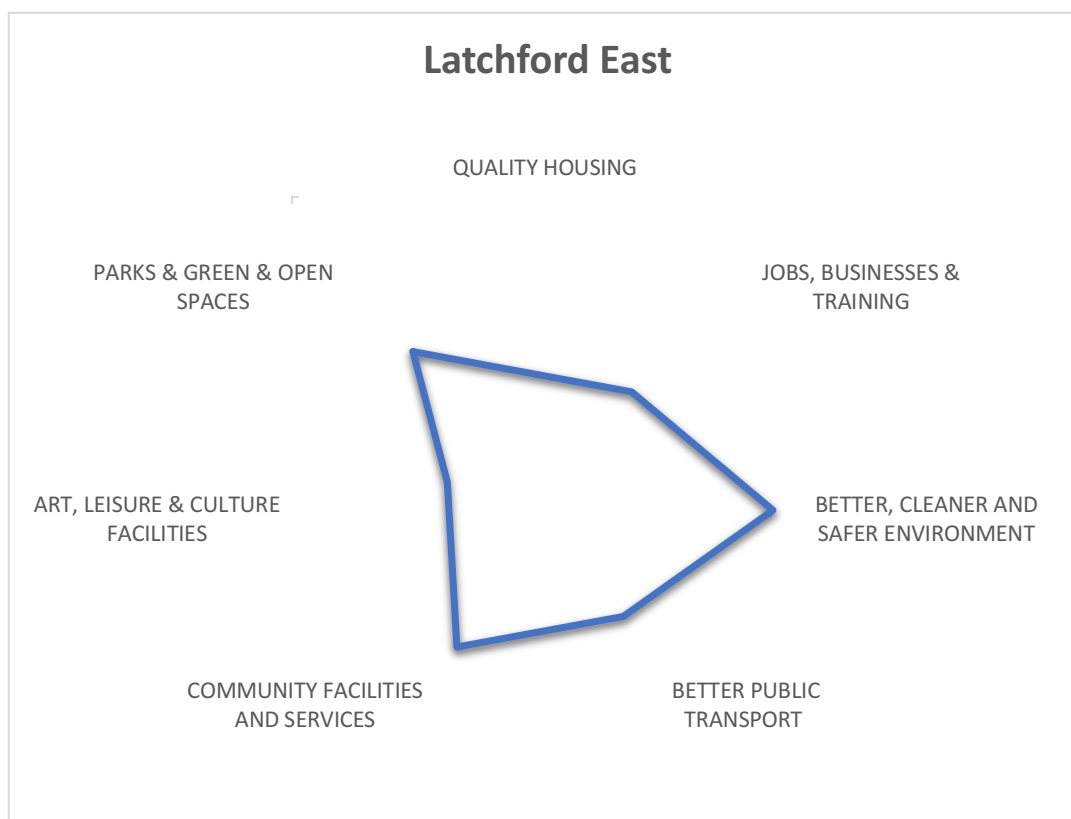 Latchford East
QUALITY HOUSING
PARKS & GREEN & OPEN
SPACES
JOBS, BUSINESSES &
TRAINING
ART, LEISURE & CULTURE
FACILITIES
BETTER, CLEANER AND
SAFER ENVIRONMENT
COMMUNITY FACILITIES
AND SERVICES
BETTER PUBLIC
TRANSPORT